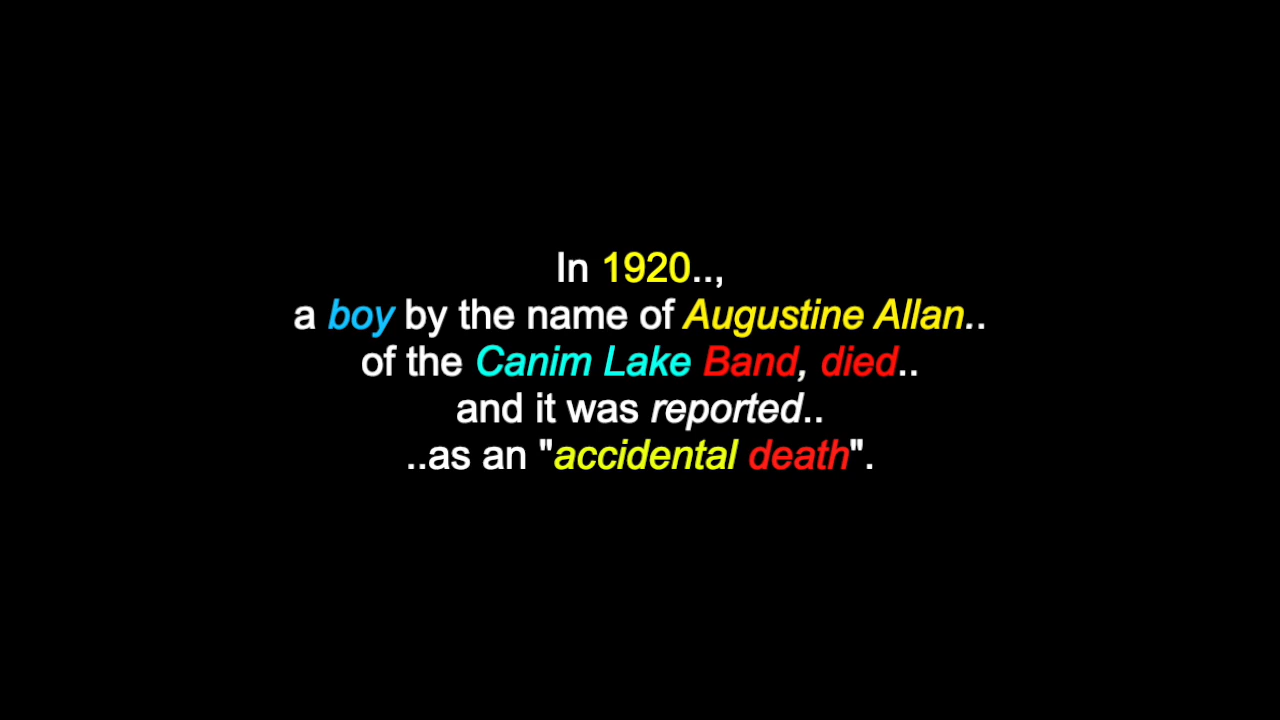 In 1920..,
a boy by the name of Augustine Allan..
of the Canim Lake Band, died..
and it was reported..
..as an "accidental death".